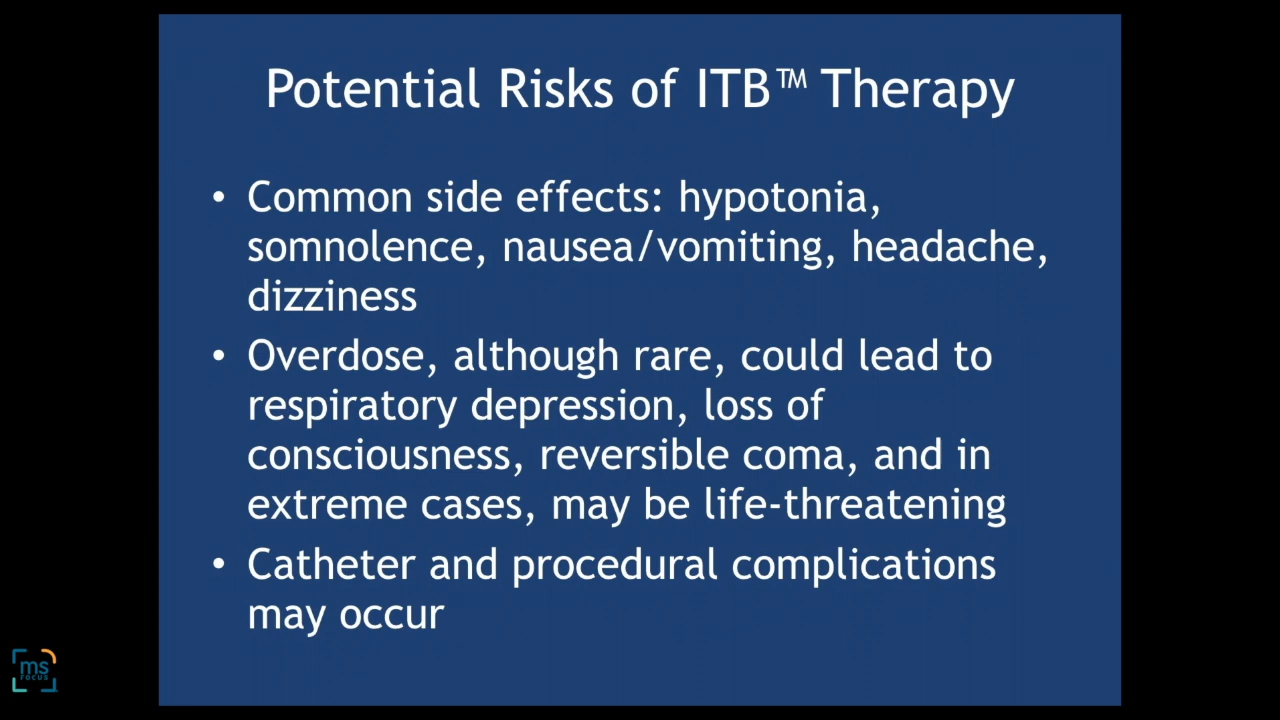 Potential Risks of ITB™ Therapy
• Common side effects: hypotonia,
somnolence, nausea/vomiting, headache,
dizziness
• Overdose, although rare, could lead to
respiratory depression, loss of
consciousness, reversible coma, and in
extreme cases, may be life-threatening
• Catheter and procedural complications
may occur
ms
FOCUS